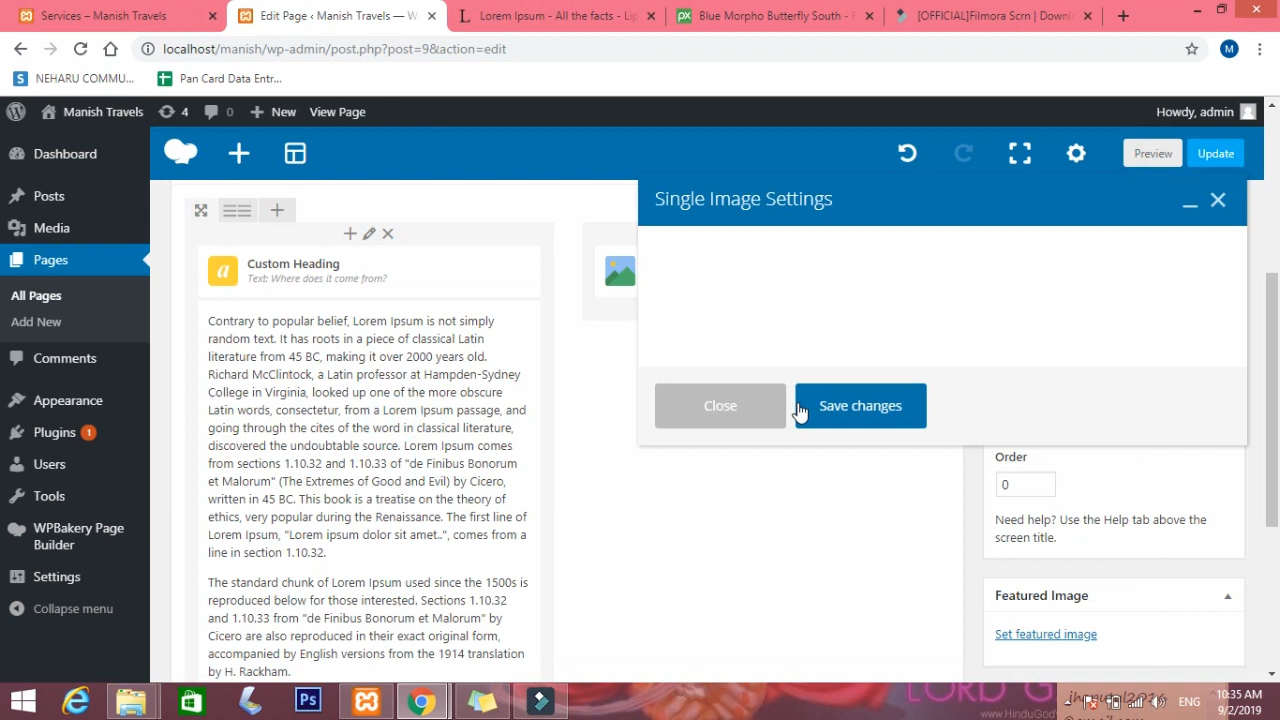 Services – Manish Travels
Edit Page ‹ Manish Travels — W
Lorem Ipsum - All the facts - Lip
Blue Morpho Butterfly South - F
[OFFICIAL]Filmora Scrn | Downl
localhost/manish/wp-admin/post.php?post=9&action=edit
M
NEHARU COMMU...
Pan Card Data Entr...
Manish Travels
4
0
New
View Page
Howdy, admin
Dashboard
Posts
Media
Pages
All Pages
Add New
Comments
Appearance
Plugins 1
Users
Tools
WPBakery Page
Builder
Settings
Collapse menu
Preview
Update
Custom Heading
Text: Where does it come from?
Contrary to popular belief, Lorem Ipsum is not simply
random text. It has roots in a piece of classical Latin
literature from 45 BC, making it over 2000 years old.
Richard McClintock, a Latin professor at Hampden-Sydney
College in Virginia, looked up one of the more obscure
Latin words, consectetur, from a Lorem Ipsum passage, and
going through the cites of the word in classical literature,
discovered the undoubtable source. Lorem Ipsum comes
from sections 1.10.32 and 1.10.33 of "de Finibus Bonorum
et Malorum" (The Extremes of Good and Evil) by Cicero,
written in 45 BC. This book is a treatise on the theory of
ethics, very popular during the Renaissance. The first line of
Lorem Ipsum, "Lorem ipsum dolor sit amet..", comes from a
line in section 1.10.32.
The standard chunk of Lorem Ipsum used since the 1500s is
reproduced below for those interested. Sections 1.10.32
and 1.10.33 from "de Finibus Bonorum et Malorum" by
Cicero are also reproduced in their exact original form,
accompanied by English versions from the 1914 translation
by H. Rackham.
Single Image Settings
Close
Save changes
Order
0
Need help? Use the Help tab above the
screen title.
Featured Image
Set featured image
Ps
LORD G
www.HinduGod
ENG
10:35 AM
9/2/2019